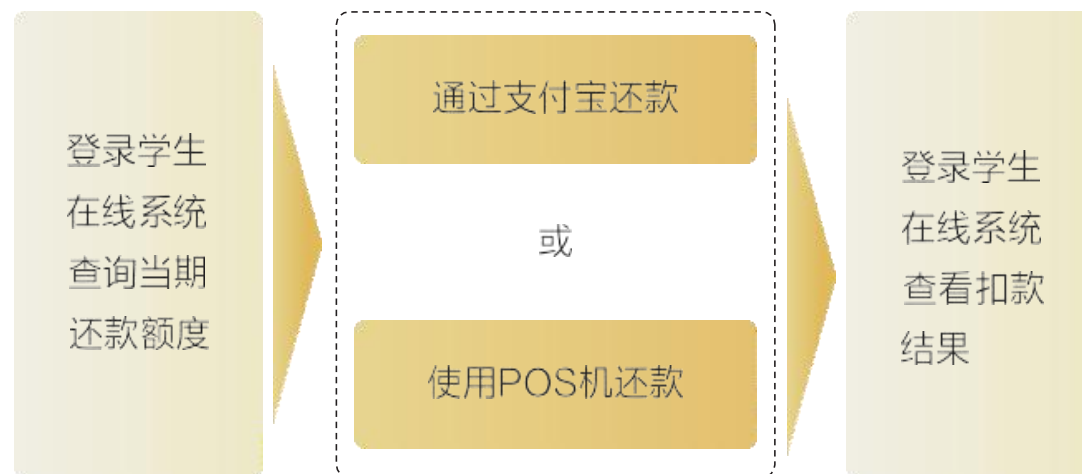 登录学生
在线系统
查询当期
还款额度
通过支付宝还款
或
使用POS机还款
登录学生
在线系统
查看扣款
结果